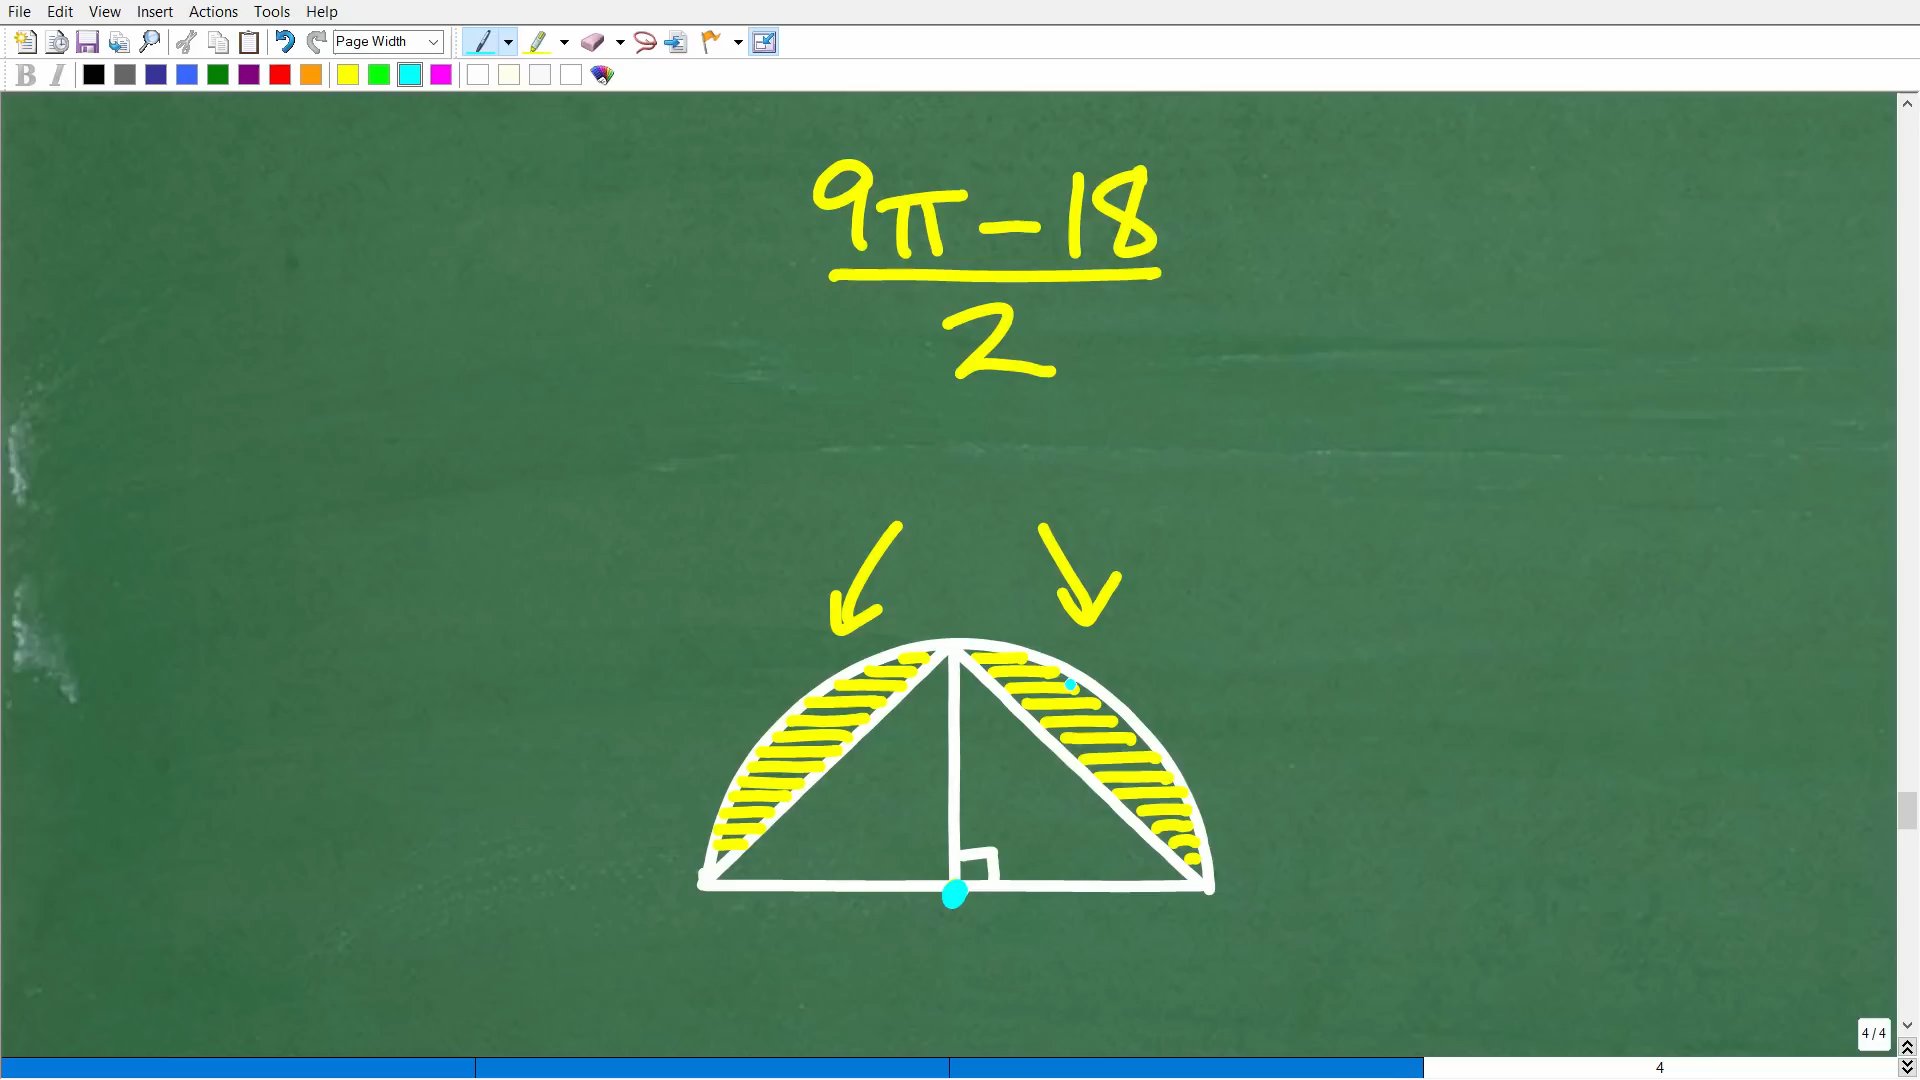 File Edit View Insert Actions Tools Help
Page Width
B I
9π-18
2
4 / 4
4